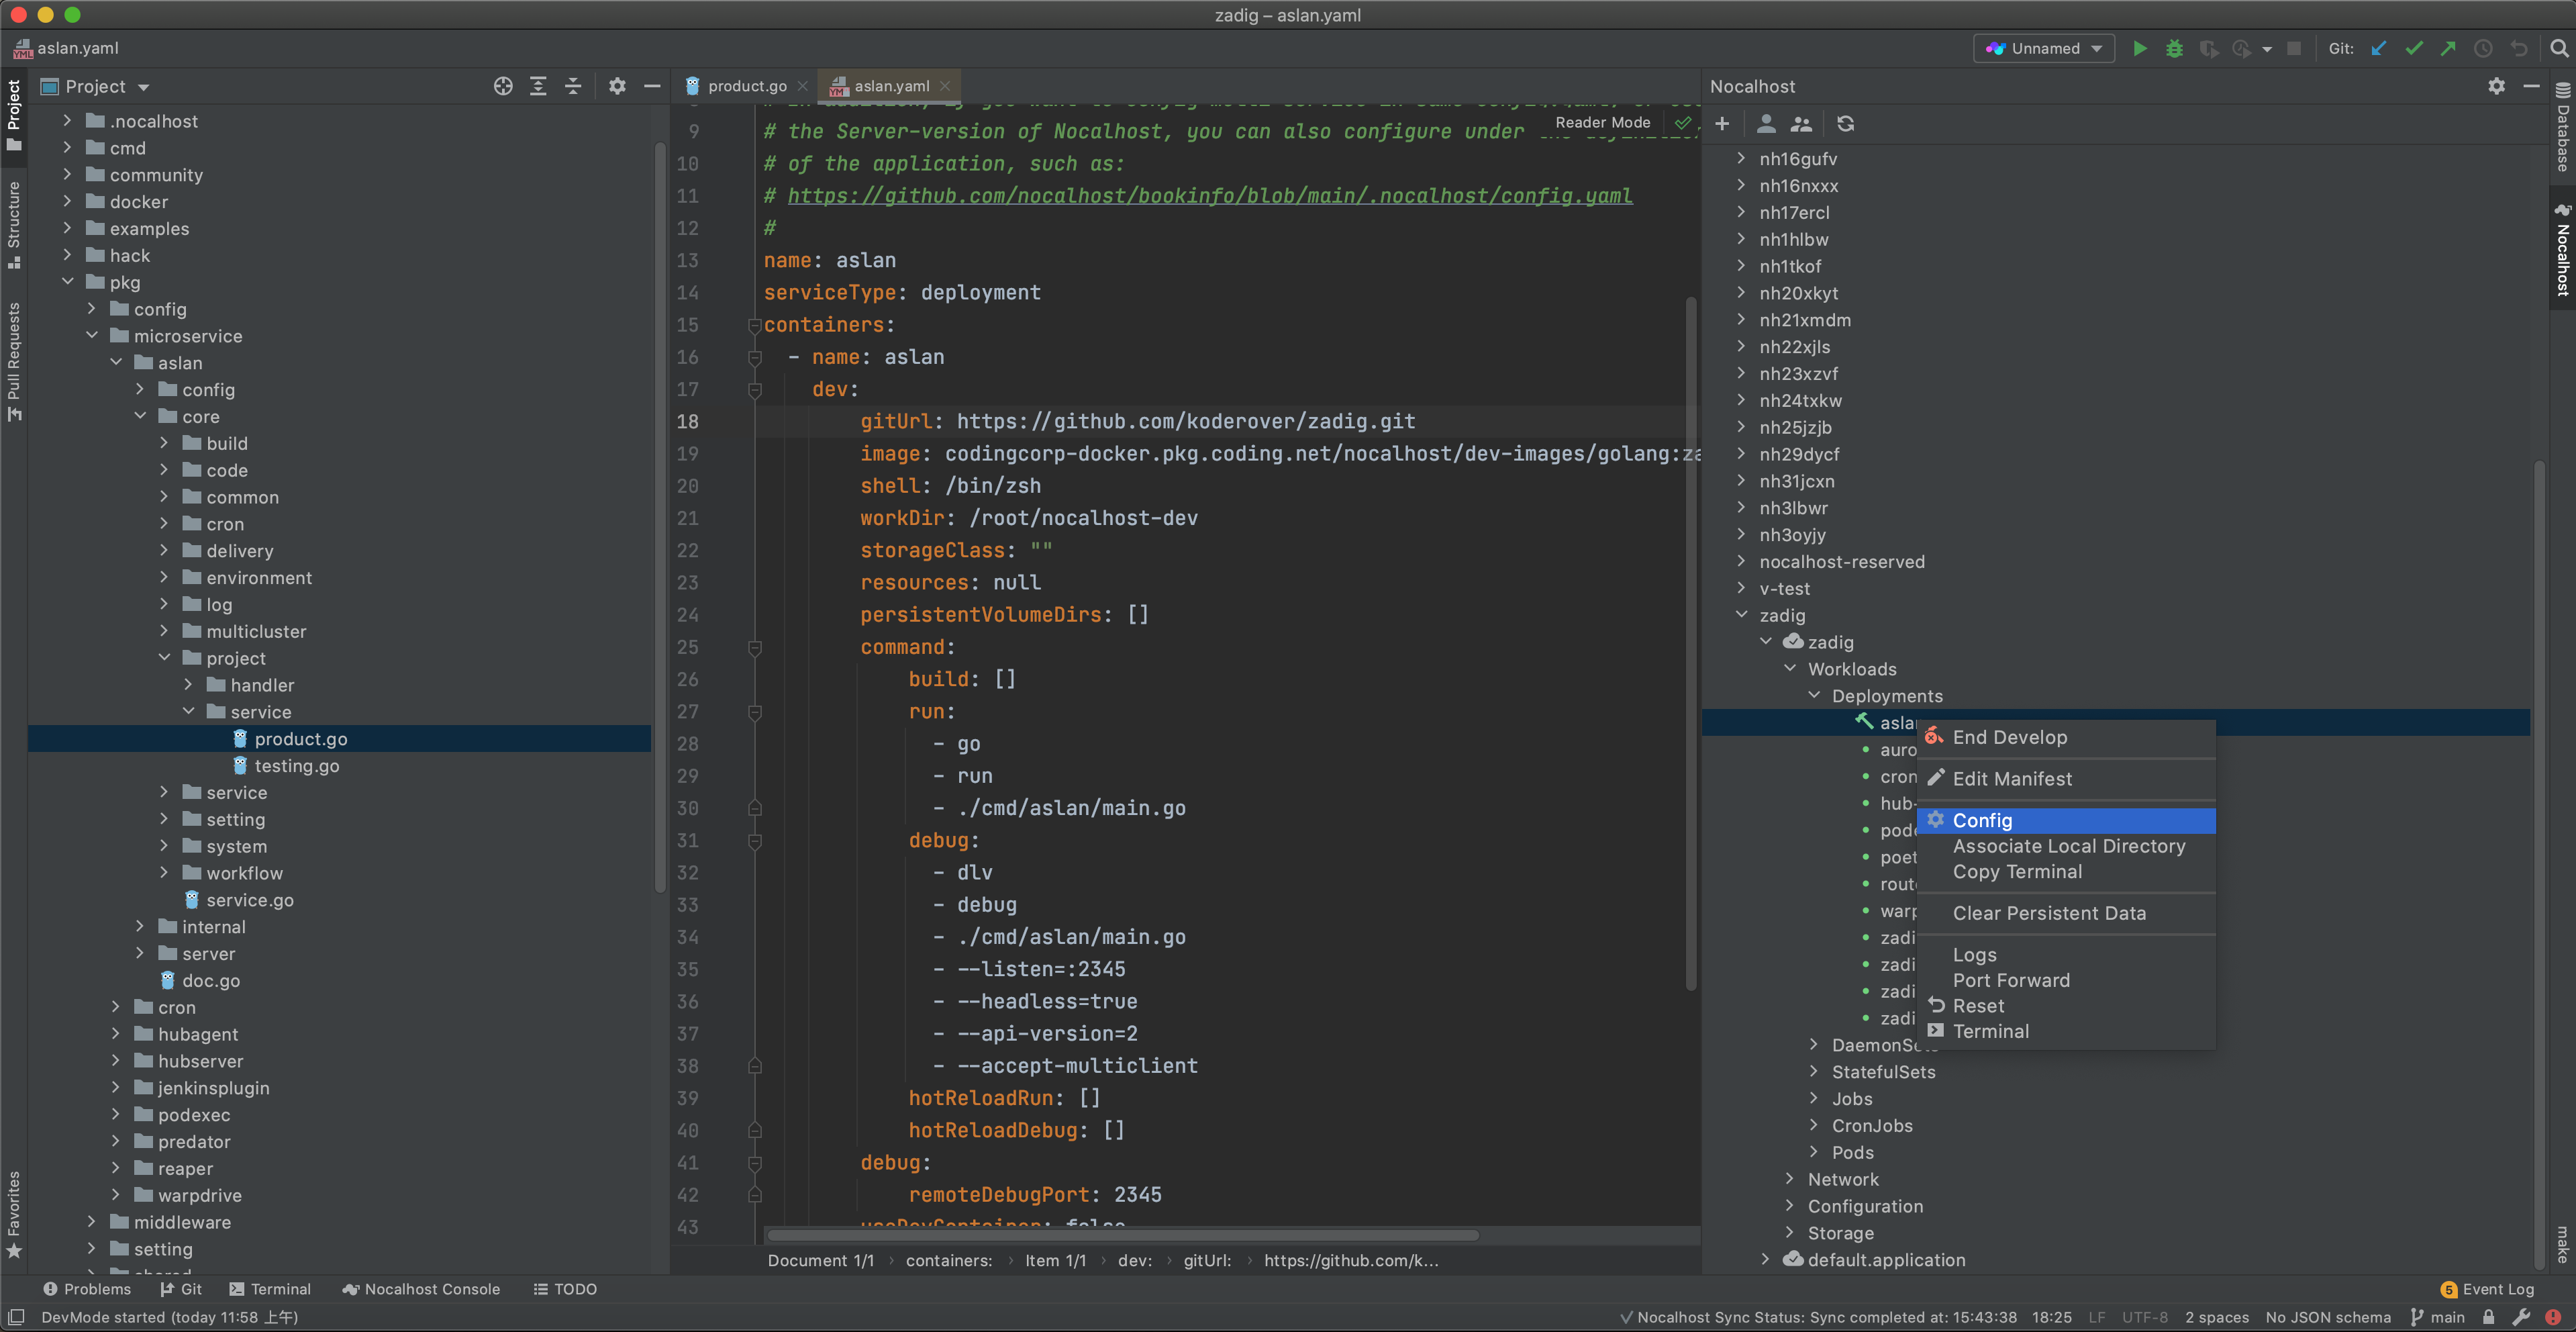 zadig – aslan.yaml
aslan.yaml
Unnamed
Git:
Project
Structure
Pull Requests
Favorites
Project
.nocalhost
cmd
community
docker
examples
hack
pkg
config
microservice
aslan
config
core
build
code
common
cron
delivery
environment
log
multicluster
project
handler
service
product.go
testing.go
service
setting
system
workflow
service.go
internal
server
doc.go
cron
hubagent
hubserver
jenkinsplugin
podexec
predator
reaper
warpdrive
middleware
setting
product.go
aslan.yaml
Reader Mode
9 # the Server-version of Nocalhost, you can also configure under
10 # of the application, such as:
11 # https://github.com/nocalhost/bookinfo/blob/main/.nocalhost/config.yaml
12 #
13 name: aslan
14 serviceType: deployment
15 containers:
16 - name: aslan
17 dev:
18 gitUrl: https://github.com/koderover/zadig.git
19 image: codingcorp-docker.pkg.coding.net/nocalhost/dev-images/golang:za
20 shell: /bin/zsh
21 workDir: /root/nocalhost-dev
22 storageClass: ""
23 resources: null
24 persistentVolumeDirs: []
25 command:
26 build: []
27 run:
28 - go
29 - run
30 - ./cmd/aslan/main.go
31 debug:
32 - dlv
33 - debug
34 - ./cmd/aslan/main.go
35 - --listen=:2345
36 - --headless=true
37 - --api-version=2
38 - --accept-multiclient
39 hotReloadRun: []
40 hotReloadDebug: []
41 debug:
42 remoteDebugPort: 2345
43
Document 1/1 › containers: › Item 1/1 › dev: › gitUrl: › https://github.com/k...
Nocalhost
nh16gufv
nh16nxxx
nh17ercl
nh1hlbw
nh1tkof
nh20xkyt
nh21xmdm
nh22xjls
nh23xzvf
nh24txkw
nh25jzjb
nh29dycf
nh31jcxn
nh3lbwr
nh3oyjy
nocalhost-reserved
v-test
zadig
zadig
Workloads
Deployments
aslan
auro
cron
hub-
pode
poet
rout
warp
zadi
zadi
zadi
zadi
DaemonSets
StatefulSets
Jobs
CronJobs
Pods
Network
Configuration
Storage
default.application
End Develop
Edit Manifest
Config
Associate Local Directory
Copy Terminal
Clear Persistent Data
Logs
Port Forward
Reset
Terminal
Database
Nocalhost
make
Problems
Git
Terminal
Nocalhost Console
TODO
5 Event Log
DevMode started (today 11:58 上午)
Nocalhost Sync Status: Sync completed at: 15:43:38
18:25
LF
UTF-8
2 spaces
No JSON schema
main